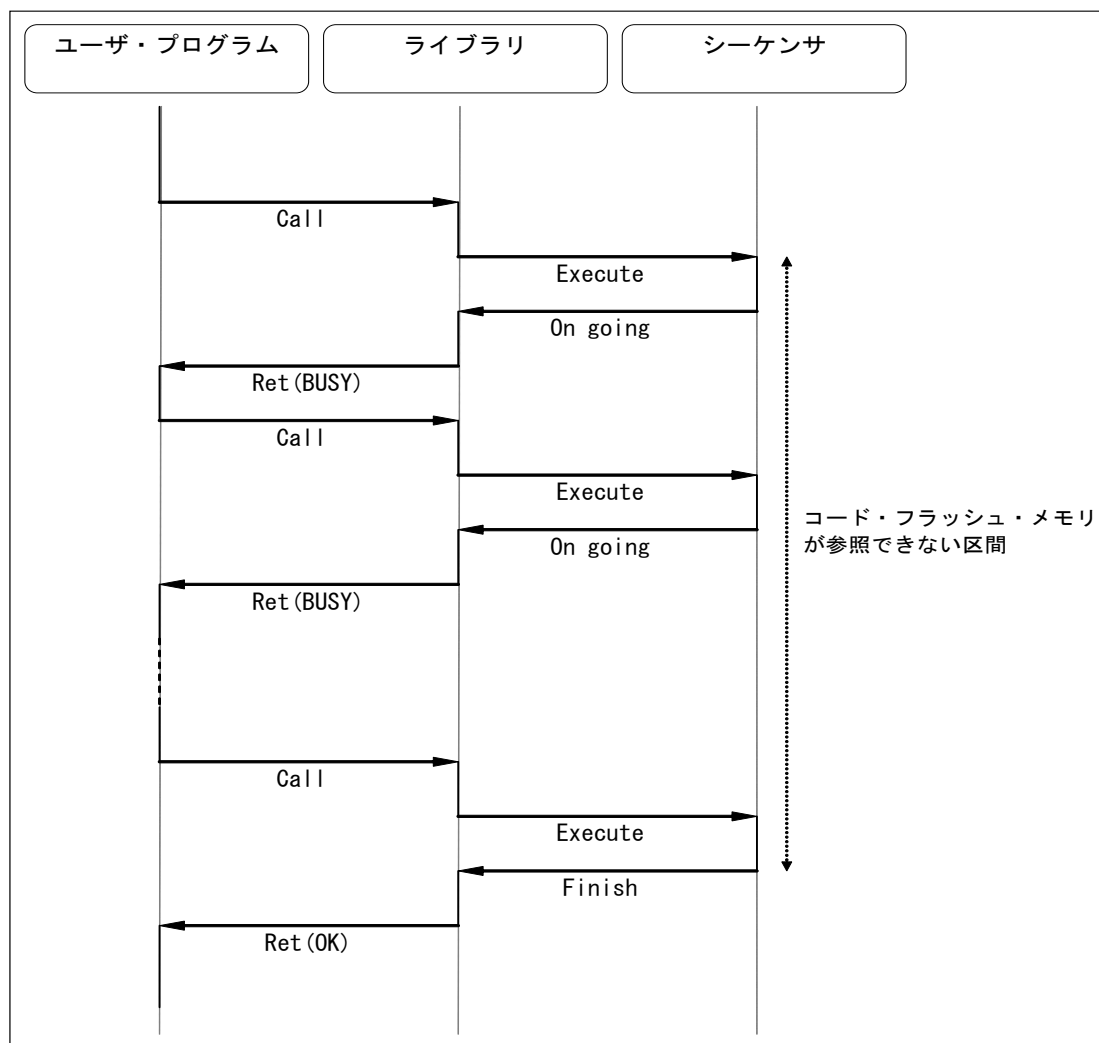 ユーザ・プログラム
ライブラリ
シーケンサ
Call
Execute
On going
Ret(BUSY)
Call
Execute
On going
Ret(BUSY)
コード・フラッシュ・メモリ
が参照できない区間
Call
Execute
Finish
Ret(OK)